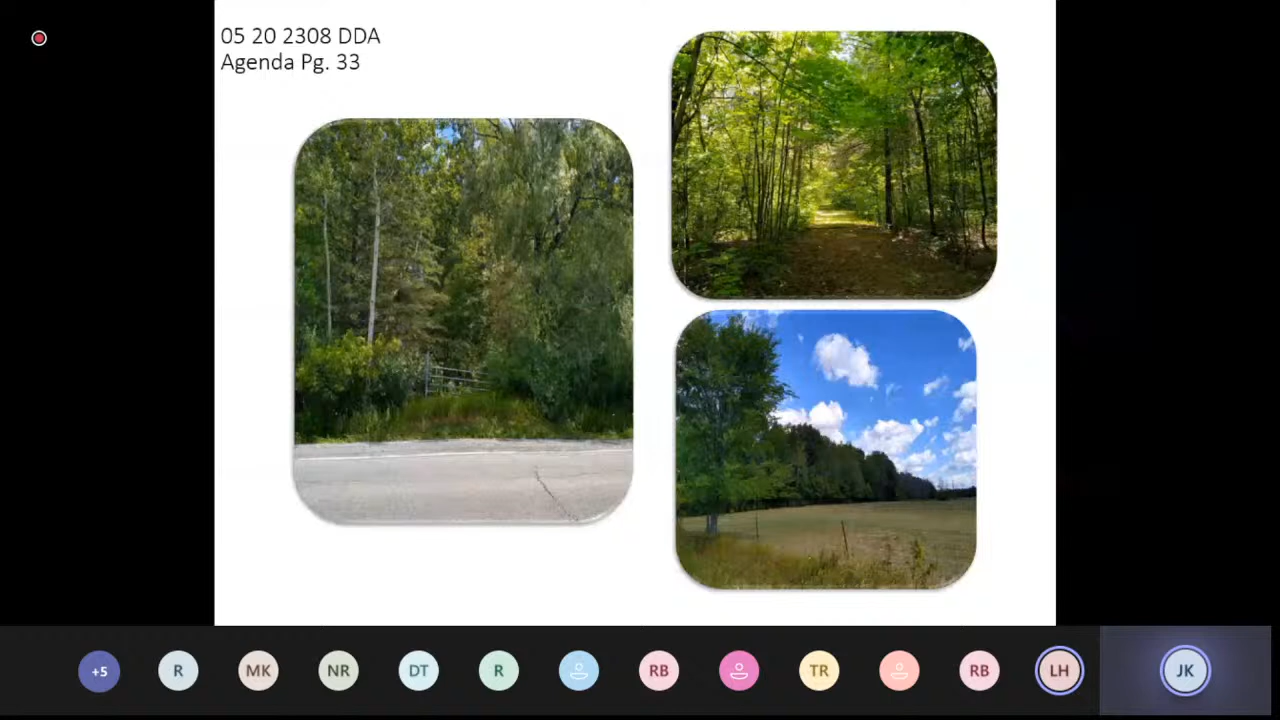 05 20 2308 DDA
Agenda Pg. 33
+5
R
MK
NR
DT
R
RB
TR
RB
LH
JK